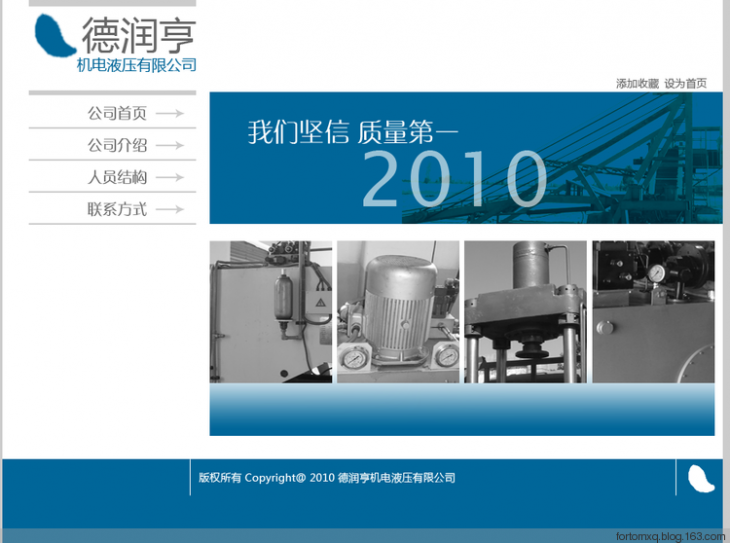 德润亨
机电液压有限公司
添加收藏 设为首页
公司首页
公司介绍
人员结构
联系方式
我们坚信 质量第一
2010
版权所有 Copyright@ 2010 德润亨机电液压有限公司
fortomxq.blog.163.com